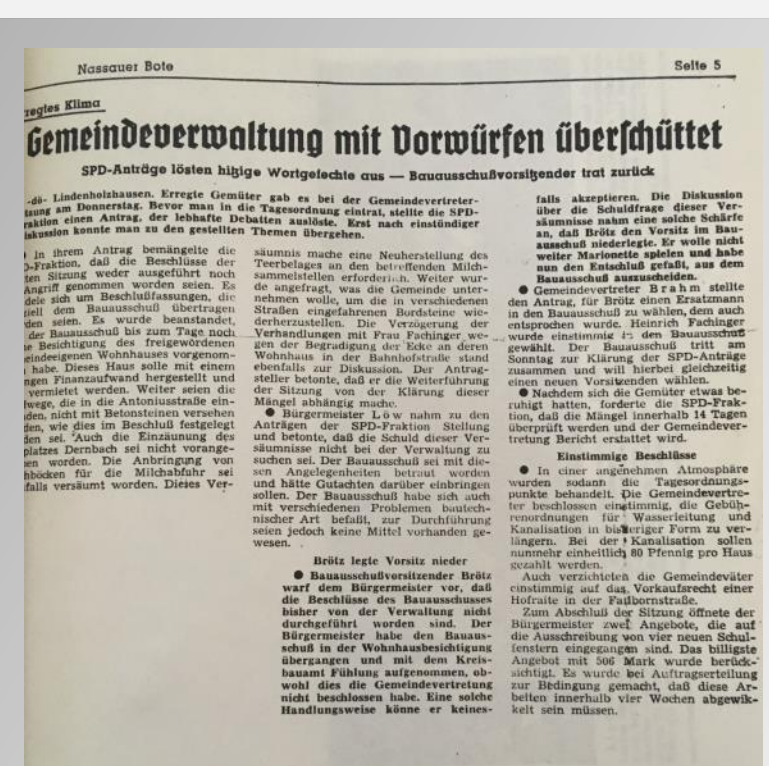 Nassauer Bote
Seite 5
regtes Klima
Gemeindeverwaltung mit Vorwürfen überschüttet
SPD-Anträge lösten hitzige Wortgefechte aus — Bauausschußvorsitzender trat zurück
-dö- Lindenholzhausen. Erregte Gemüter gab es bei der Gemeindevertreter-
tzung am Donnerstag. Bevor man in die Tagesordnung eintrat, stellte die SPD-
raktion einen Antrag, der lebhafte Debatten auslöste. Erst nach einstündiger
iskussion konnte man zu den gestellten Themen übergehen.
In ihrem Antrag bemängelte die
D-Fraktion, daß die Beschlüsse der
ten Sitzung weder ausgeführt noch
Angriff genommen worden seien. Es
dele sich um Beschlußfassungen, die
ziell dem Bauausschuß übertragen
den seien. Es wurde beanstandet,
der Bauausschuß bis zum Tage noch
e Besichtigung des freigewordenen
eindeeigenen Wohnhauses vorgenom-
habe. Dieses Haus solle mit einem
ngen Finanzaufwand hergestellt und
vermietet werden. Weiter seien die
wege, die in die Antoniusstraße ein-
den, nicht mit Betonsteinen versehen
den, wie dies im Beschluß festgelegt
den sei. Auch die Einzäunung des
platzes Dernbach sei nicht vorange-
en worden. Die Anbringung von
hböcken für die Milchabfuhr sei
falls versäumt worden. Dieses Ver-
säumnis mache eine Neuherstellung des
Teerbelages an den betreffenden Milch-
sammelstellen erforderlich. Weiter wur-
de angefragt, was die Gemeinde unter-
nehmen wolle, um die in verschiedenen
Straßen eingefahrenen Bordsteine wie-
derherzustellen. Die Verzögerung der
Verhandlungen mit Frau Fachinger we-
gen der Begradigung der Ecke an deren
Wohnhaus in der Bahnhofstraße stand
ebenfalls zur Diskussion. Der Antrag-
steller betonte, daß er die Weiterführung
der Sitzung von der Klärung dieser
Mängel abhängig mache.
● Bürgermeister Löw nahm zu den
Anträgen der SPD-Fraktion Stellung
und betonte, daß die Schuld dieser Ver-
säumnisse nicht bei der Verwaltung zu
suchen sei. Der Bauausschuß sei mit die-
sen Angelegenheiten betraut worden
und hätte Gutachten darüber einbringen
sollen. Der Bauausschuß habe sich auch
mit verschiedenen Problemen bautech-
nischer Art befaßt, zur Durchführung
seien jedoch keine Mittel vorhanden ge-
wesen.
Brötz legte Vorsitz nieder
● Bauausschußvorsitzender Brötz
warf dem Bürgermeister vor, daß
die Beschlüsse des Bauausschusses
bisher von der Verwaltung nicht
durchgeführt worden sind. Der
Bürgermeister habe den Bauaus-
schuß in der Wohnhausbesichtigung
übergangen und mit dem Kreis-
bauamt Fühlung aufgenommen, ob-
wohl dies die Gemeindevertretung
nicht beschlossen habe. Eine solche
Handlungsweise könne er keines-
falls akzeptieren. Die Diskussion
über die Schuldfrage dieser Ver-
säumnisse nahm eine solche Schärfe
an, daß Brötz den Vorsitz im Bau-
ausschuß niederlegte. Er wolle nicht
weiter Marionette spielen und habe
nun den Entschluß gefaßt, aus dem
Bauausschuß auszuscheiden.
● Gemeindevertreter Brahm stellte
den Antrag, für Brötz einen Ersatzmann
in den Bauausschuß zu wählen, dem auch
entsprochen wurde. Heinrich Fachinger
wurde einstimmig in den Bauausschuß
gewählt. Der Bauausschuß tritt am
Sonntag zur Klärung der SPD-Anträge
zusammen und will hierbei gleichzeitig
einen neuen Vorsitzenden wählen.
● Nachdem sich die Gemüter etwas be-
ruhigt hatten, forderte die SPD-Frak-
tion, daß die Mängel innerhalb 14 Tagen
überprüft werden und der Gemeindever-
tretung Bericht erstattet wird.
Einstimmige Beschlüsse
● In einer angenehmen Atmosphäre
wurden sodann die Tagesordnungs-
punkte behandelt. Die Gemeindevertre-
ter beschlossen einstimmig, die Gebüh-
renordnungen für Wasserleitung und
Kanalisation in bisheriger Form zu ver-
längern. Bei der Kanalisation sollen
nunmehr einheitlich 80 Pfennig pro Haus
gezahlt werden.
Auch verzichteten die Gemeindeväter
einstimmig auf das Vorkaufsrecht einer
Hofraite in der Faßbornstraße.
Zum Abschluß der Sitzung öffnete der
Bürgermeister zwei Angebote, die auf
die Ausschreibung von vier neuen Schul-
fenstern eingegangen sind. Das billigste
Angebot mit 506 Mark wurde berück-
sichtigt. Es wurde bei Auftragserteilung
zur Bedingung gemacht, daß diese Ar-
beiten innerhalb vier Wochen abgewik-
kelt sein müssen.